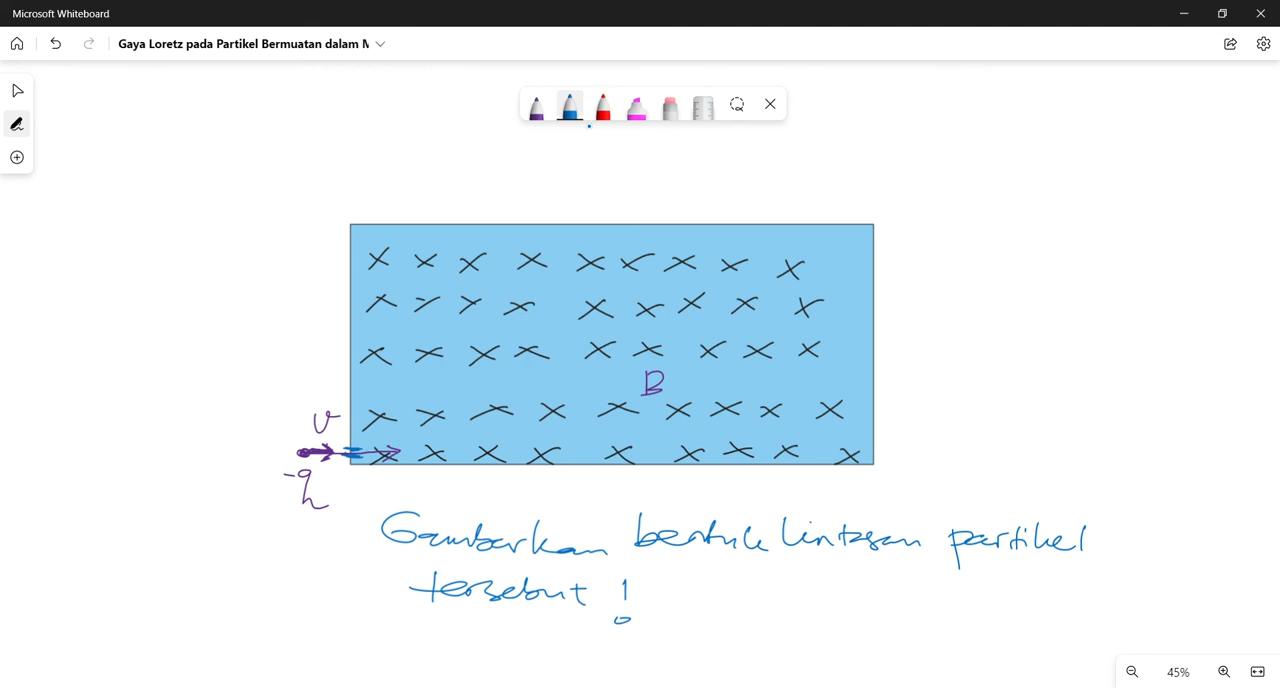 Microsoft Whiteboard
Gaya Loretz pada Partikel Bermuatan dalam M
x x x x x x x x x
x x x x x x x x x
x x x x x x x x x
B
x x x x x x x x x
v
x x x x x x x x x
-q
Gambarkan bentuk lintasan partikel
tersebut !
45%